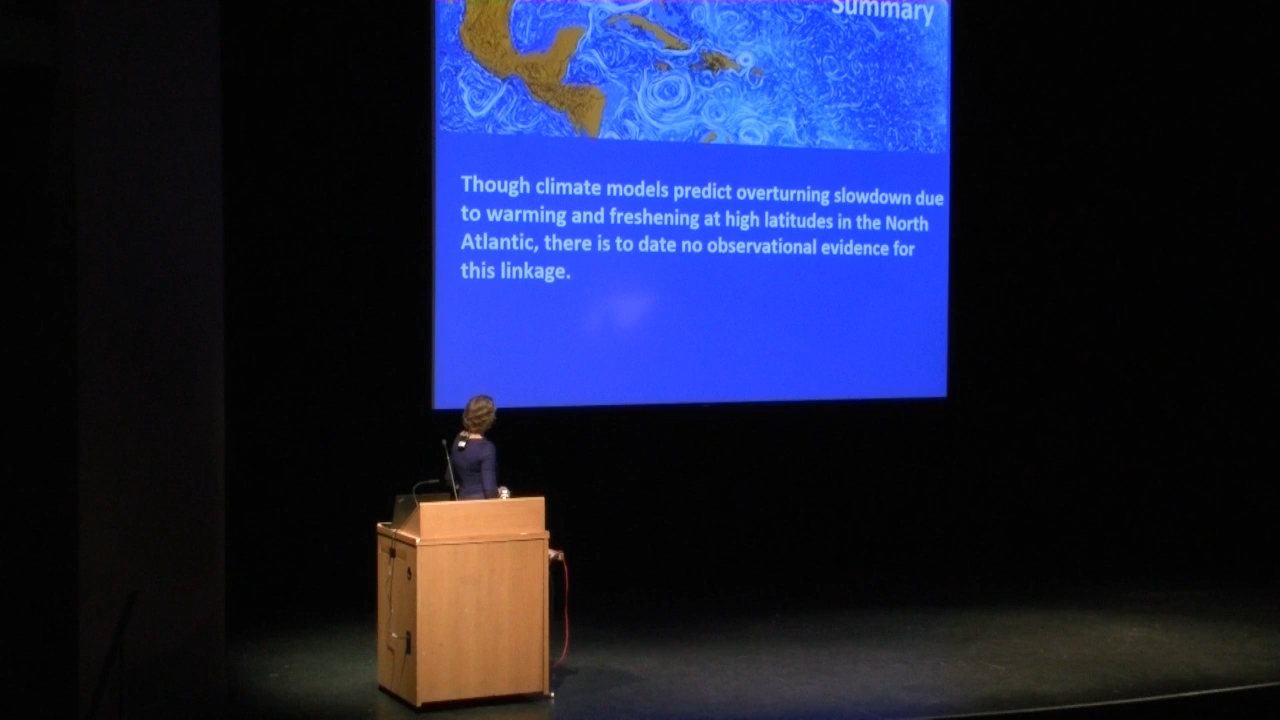 Summary
Though climate models predict overturning slowdown due
to warming and freshening at high latitudes in the North
Atlantic, there is to date no observational evidence for
this linkage.